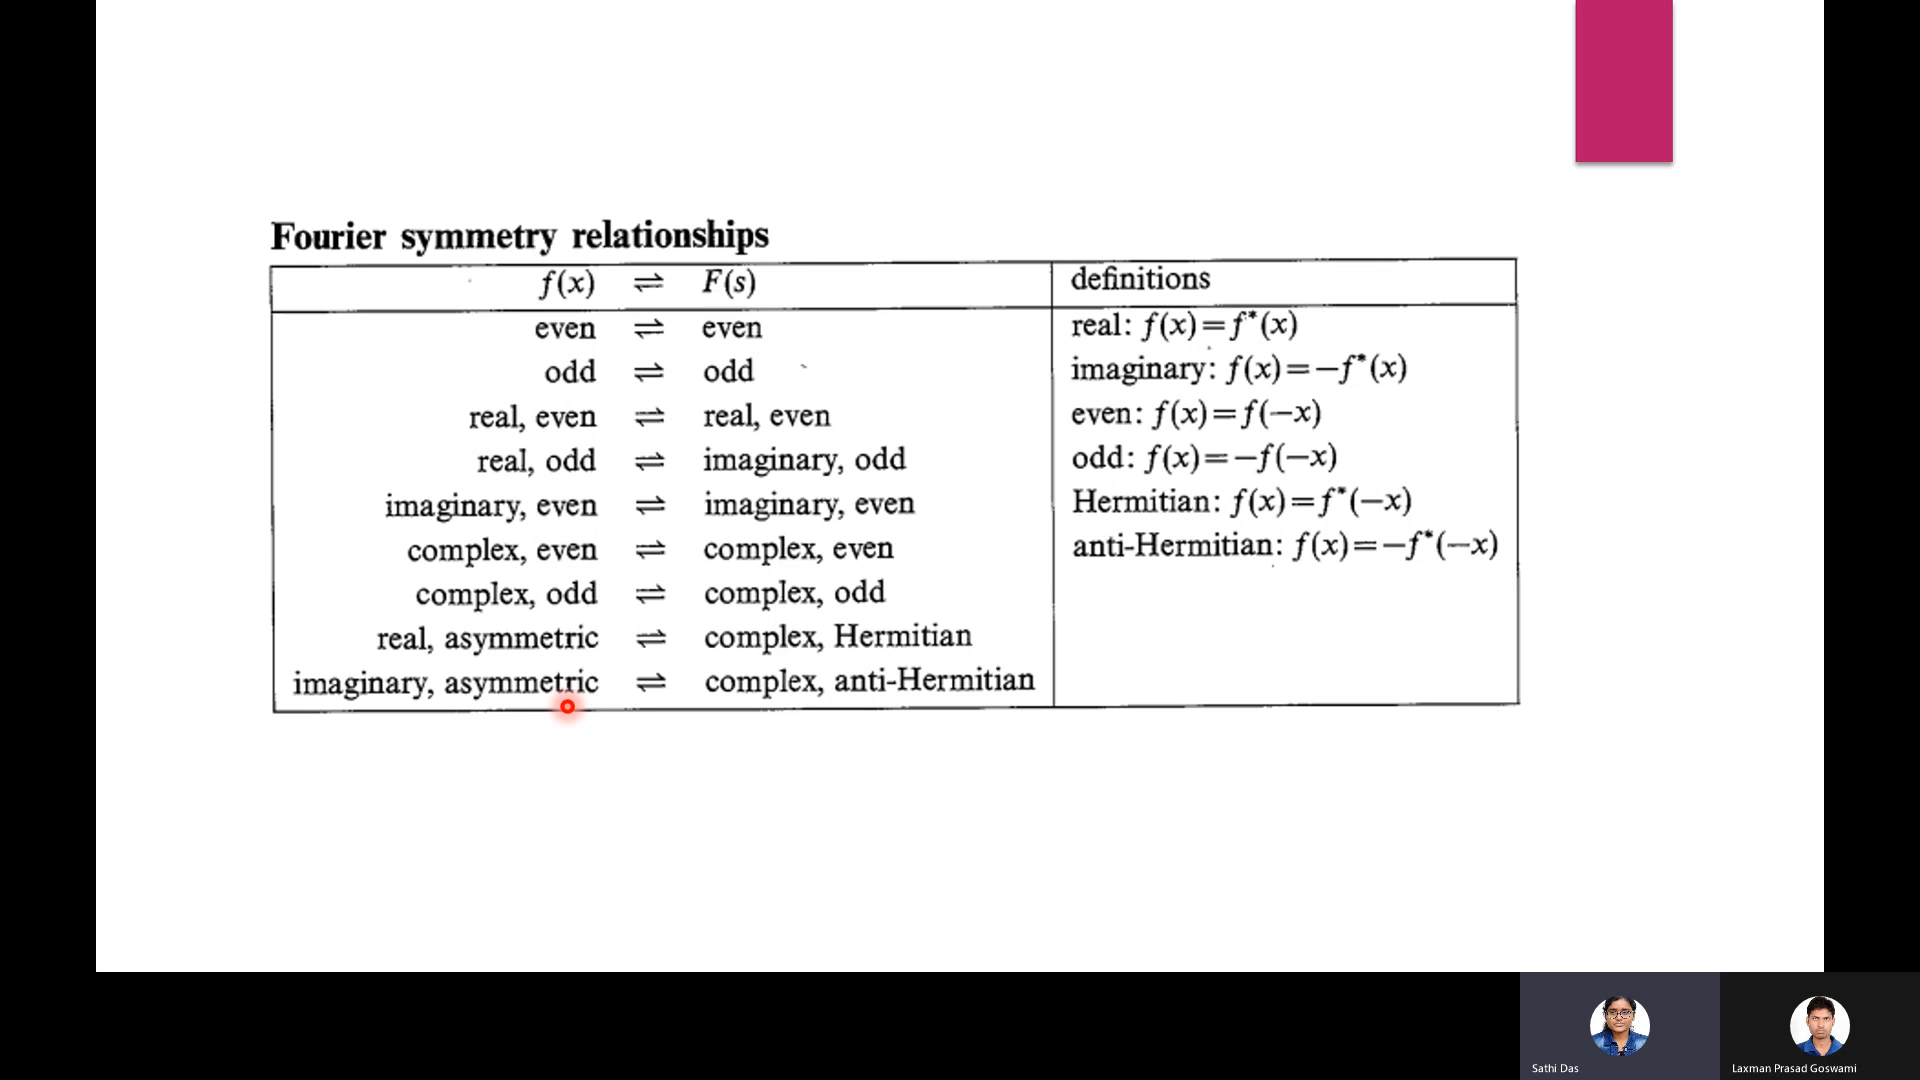 Fourier symmetry relationships
f(x) ⇌ F(s) definitions
even ⇌ even real: f(x)=f*(x)
odd ⇌ odd imaginary: f(x)=−f*(x)
real, even ⇌ real, even even: f(x)=f(−x)
real, odd ⇌ imaginary, odd odd: f(x)=−f(−x)
imaginary, even ⇌ imaginary, even Hermitian: f(x)=f*(−x)
complex, even ⇌ complex, even anti-Hermitian: f(x)=−f*(−x)
complex, odd ⇌ complex, odd
real, asymmetric ⇌ complex, Hermitian
imaginary, asymmetric ⇌ complex, anti-Hermitian
Sathi Das Laxman Prasad Goswami